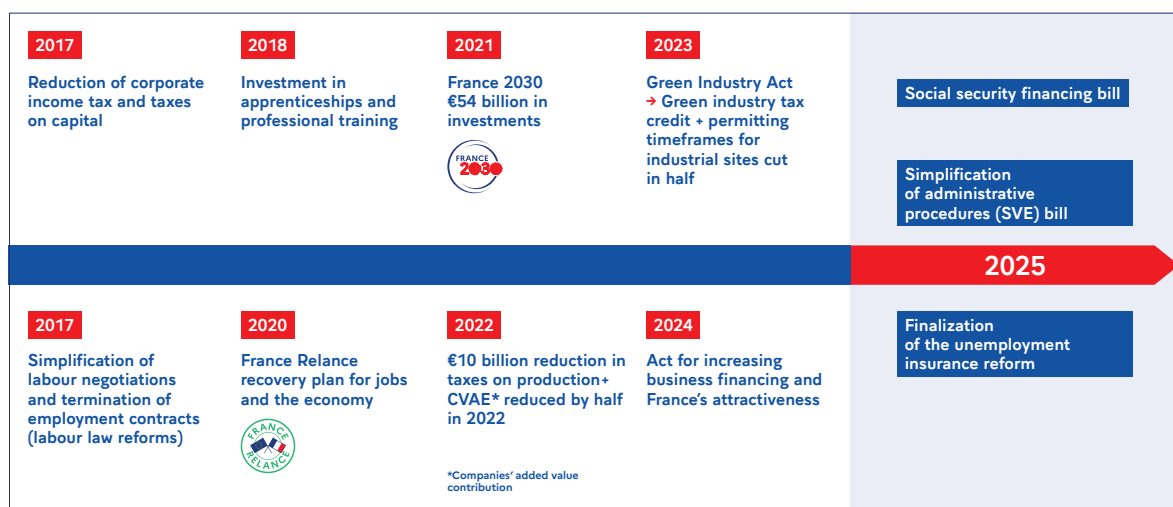 2017
Reduction of corporate
income tax and taxes
on capital
2018
Investment in
apprenticeships and
professional training
2021
France 2030
€54 billion in
investments
FRANCE
2030
2023
Green Industry Act
→ Green industry tax
credit + permitting
timeframes for
industrial sites cut
in half
Social security financing bill
Simplification
of administrative
procedures (SVE) bill
2025
2017
Simplification of
labour negotiations
and termination of
employment contracts
(labour law reforms)
2020
France Relance
recovery plan for jobs
and the economy
FRANCE
RELANCE
2022
€10 billion reduction in
taxes on production+
CVAE* reduced by half
in 2022
*Companies' added value
contribution
2024
Act for increasing
business financing and
France's attractiveness
Finalization
of the unemployment
insurance reform